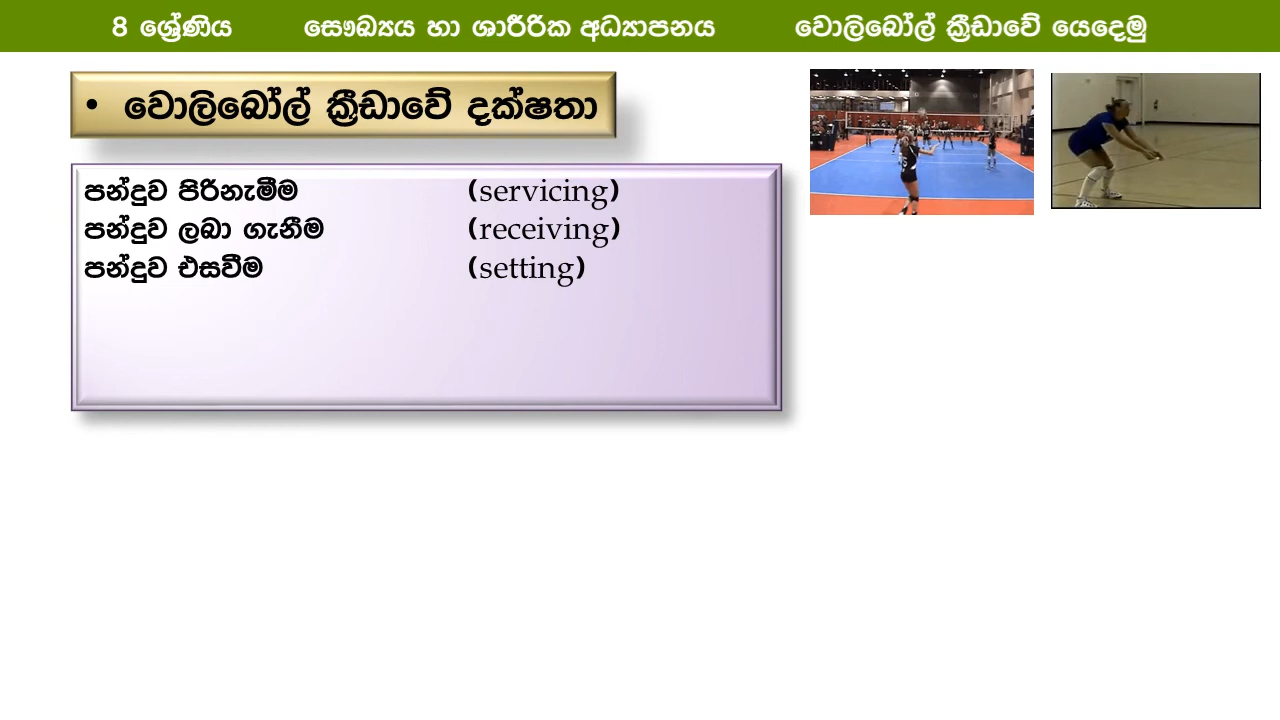 8 ශ්‍රේණිය සෞඛ්‍යය හා ශාරීරික අධ්‍යාපනය වොලිබෝල් ක්‍රීඩාවේ යෙදෙමු
• වොලිබෝල් ක්‍රීඩාවේ දක්ෂතා
පන්දුව පිරිනැමීම (servicing)
පන්දුව ලබා ගැනීම (receiving)
පන්දුව එසවීම (setting)